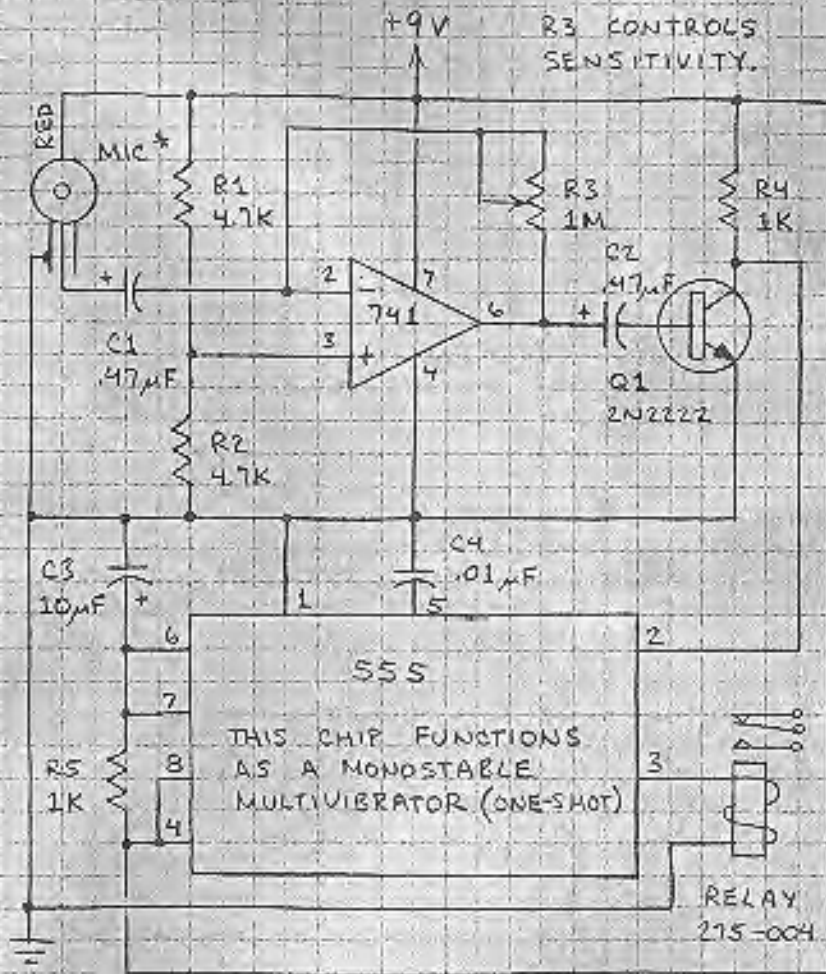 +9V
R3 CONTROLS
SENSITIVITY.
RED
MIC*
R1
4.7K
R3
1M
R4
1K
C2
.47µF
2
-
741
7
6
+
+
3
+
4
C1
.47µF
Q1
2N2222
R2
4.7K
C3
10µF
+
C4
.01µF
1
5
6
2
555
7
THIS CHIP FUNCTIONS
AS A MONOSTABLE
MULTIVIBRATOR (ONE-SHOT)
8
3
R5
1K
4
RELAY
275-004